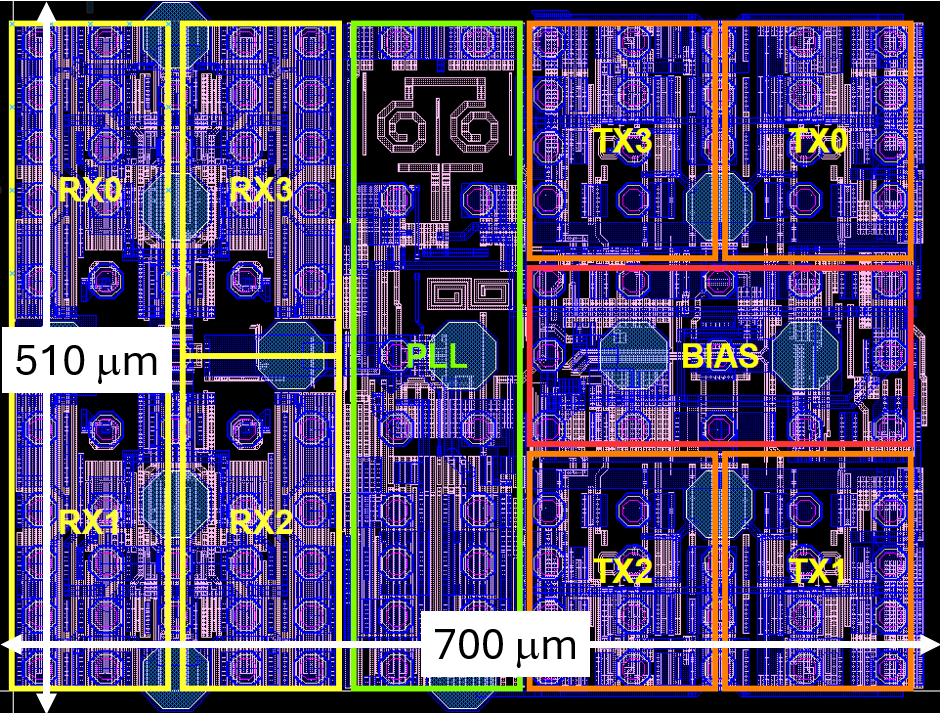 TX3 TX0
RX0 RX3
510 μm
PLL
BIAS
RX1 RX2
TX2 TX1
700 μm